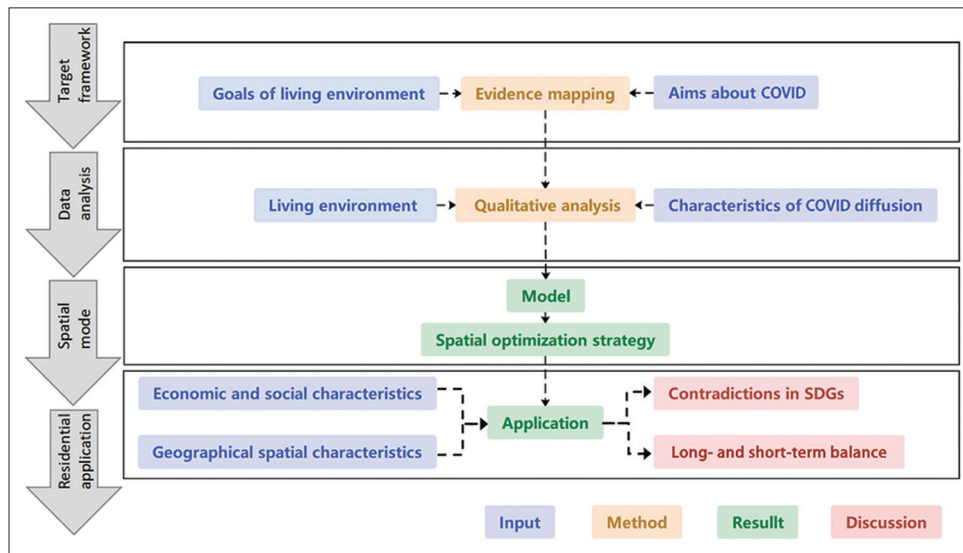 Target
framework
Goals of living environment
Evidence mapping
Aims about COVID
Data
analysis
Living environment
Qualitative analysis
Characteristics of COVID diffusion
Spatial
mode
Model
Spatial optimization strategy
Residential
application
Economic and social characteristics
Geographical spatial characteristics
Application
Contradictions in SDGs
Long- and short-term balance
Input
Method
Resullt
Discussion